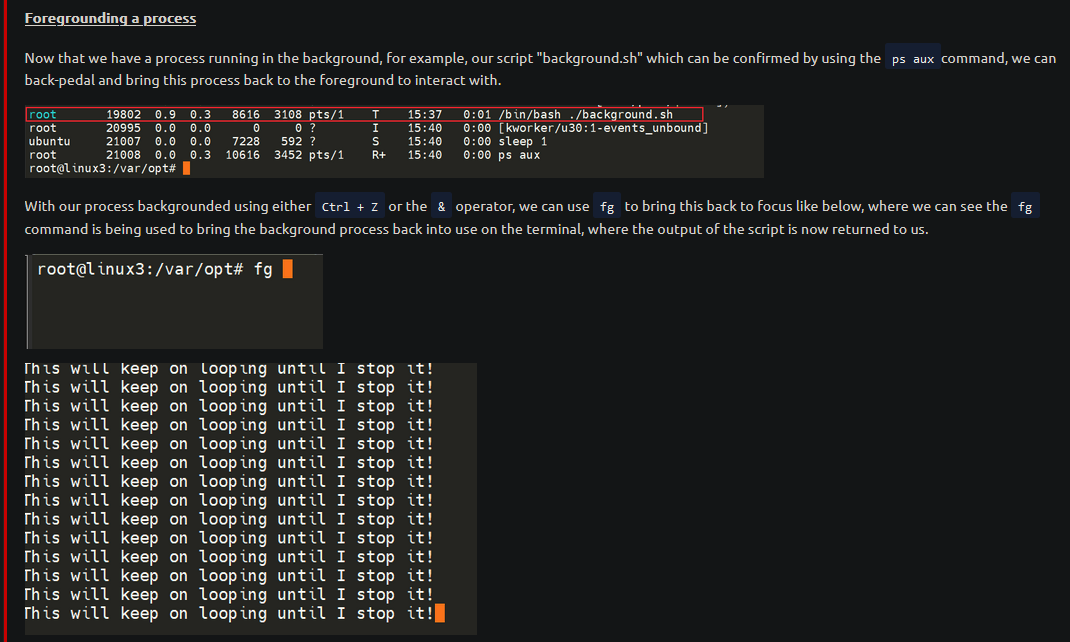 Foregrounding a process
Now that we have a process running in the background, for example, our script "background.sh" which can be confirmed by using the ps aux command, we can
back-pedal and bring this process back to the foreground to interact with.
root 19802 0.9 0.3 8616 3108 pts/1 T 15:37 0:01 /bin/bash ./background.sh
root 20995 0.0 0.0 0 0 ? I 15:40 0:00 [kworker/u30:1-events_unbound]
ubuntu 21007 0.0 0.0 7228 592 ? S 15:40 0:00 sleep 1
root 21008 0.0 0.3 10616 3452 pts/1 R+ 15:40 0:00 ps aux
root@linux3:/var/opt#
With our process backgrounded using either Ctrl + Z or the & operator, we can use fg to bring this back to focus like below, where we can see the fg
command is being used to bring the background process back into use on the terminal, where the output of the script is now returned to us.
root@linux3:/var/opt# fg
This will keep on looping until I stop it!
This will keep on looping until I stop it!
This will keep on looping until I stop it!
This will keep on looping until I stop it!
This will keep on looping until I stop it!
This will keep on looping until I stop it!
This will keep on looping until I stop it!
This will keep on looping until I stop it!
This will keep on looping until I stop it!
This will keep on looping until I stop it!
This will keep on looping until I stop it!
This will keep on looping until I stop it!
This will keep on looping until I stop it!
This will keep on looping until I stop it!